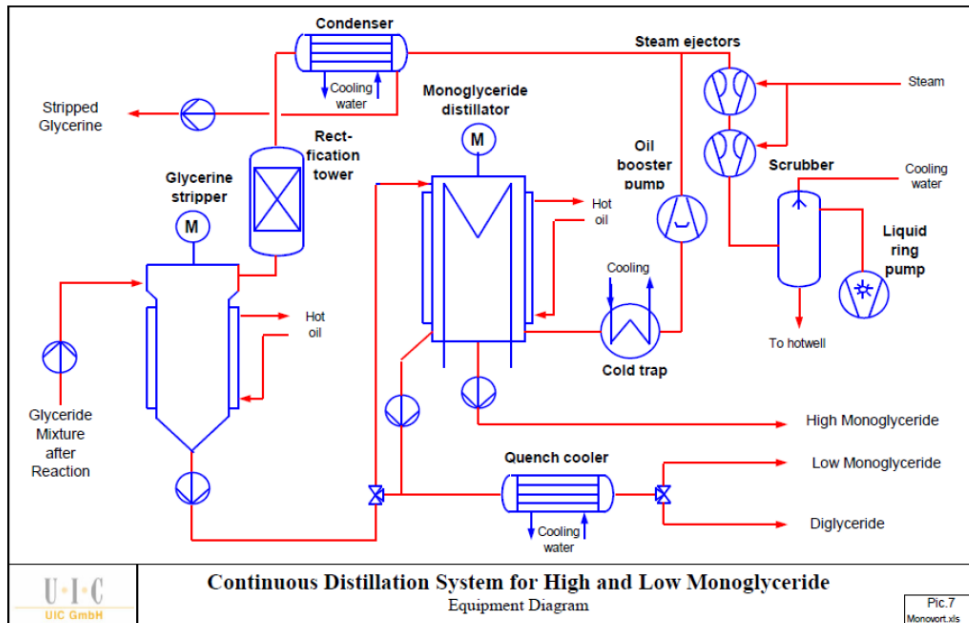 Condenser
Steam ejectors
Cooling
water
Monoglyceride
distillator
Steam
Stripped
Glycerine
M
Rect-
fication
tower
Oil
booster
pump
Scrubber
Cooling
water
Glycerine
stripper
M
Hot
oil
Liquid
ring
pump
Cooling
Hot
oil
To hotwell
Cold trap
Glyceride
Mixture
after
Reaction
High Monoglyceride
Quench cooler
Low Monoglyceride
Cooling
water
Diglyceride
U·I·C
UIC GmbH
Continuous Distillation System for High and Low Monoglyceride
Equipment Diagram
Pic.7
Monovort.xls